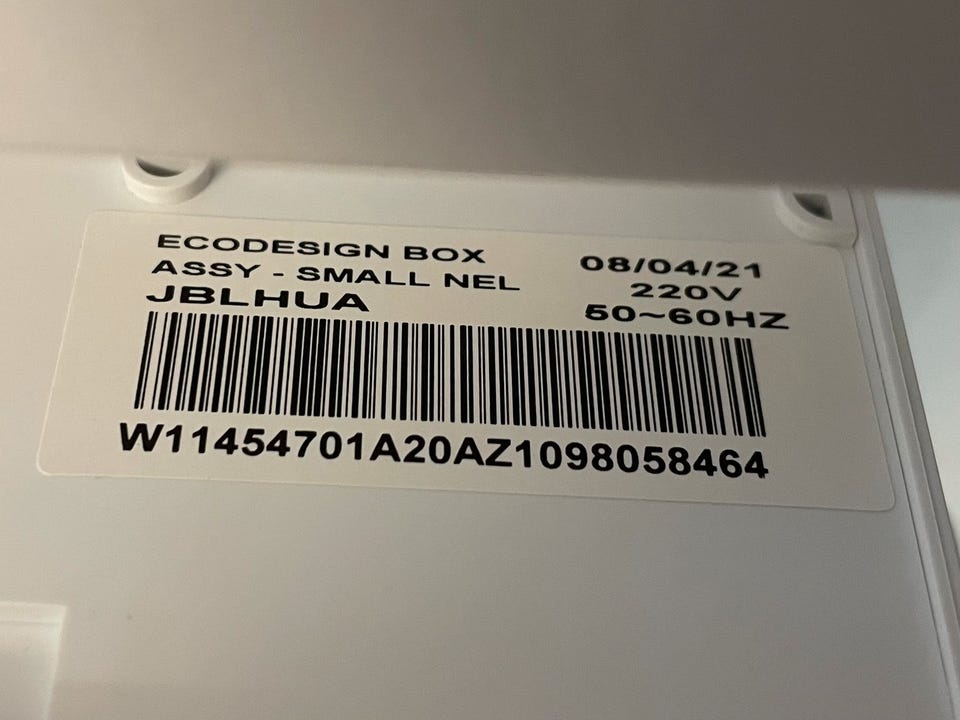 ECODESIGN BOX
ASSY - SMALL NEL
JBLHUA
08/04/21
220V
50~60HZ
W11454701A20AZ1098058464